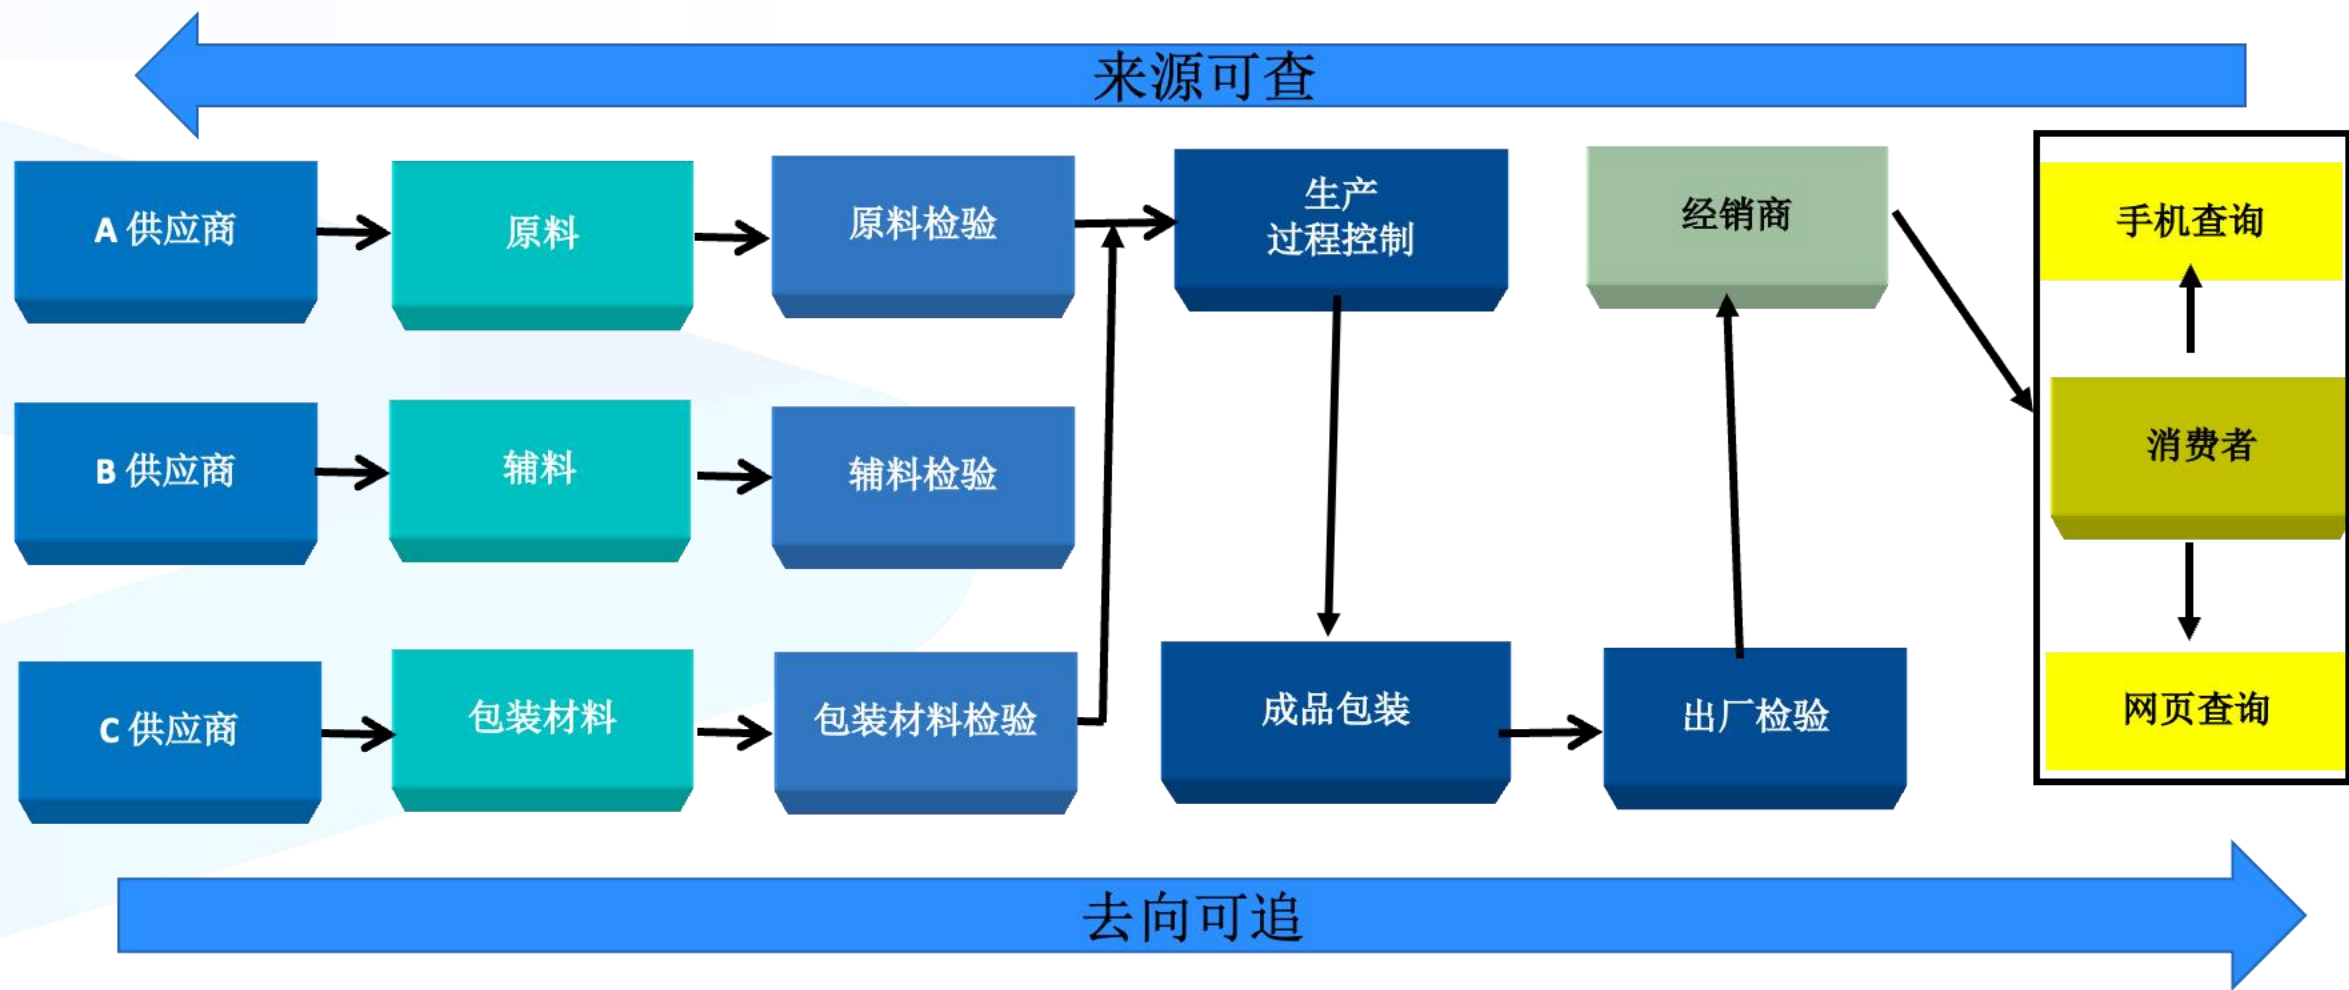 来源可查
A 供应商
原料
原料检验
生产
过程控制
经销商
手机查询
B 供应商
辅料
辅料检验
消费者
C 供应商
包装材料
包装材料检验
成品包装
出厂检验
网页查询
去向可追